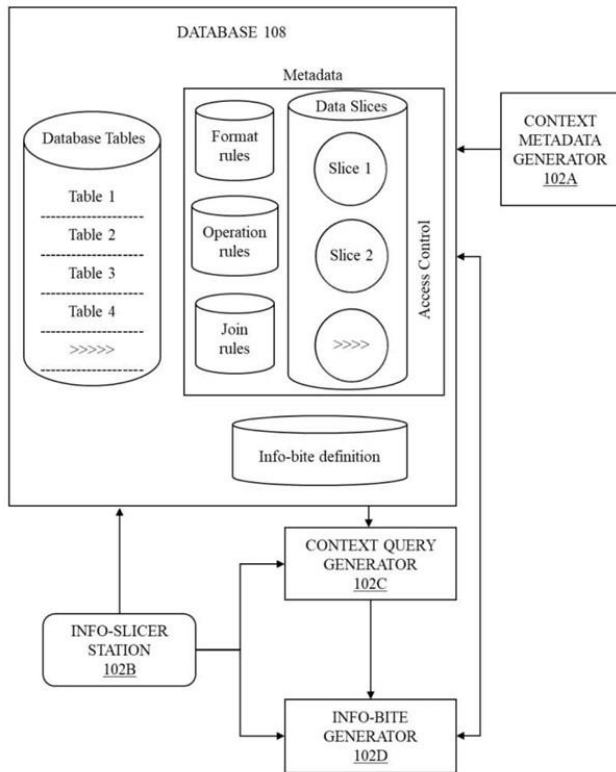 DATABASE 108
Metadata
Database Tables
Table 1
Table 2
Table 3
Table 4
>>>>>
Format
rules
Operation
rules
Join
rules
Data Slices
Slice 1
Slice 2
>>>>
Access Control
Info-bite definition
CONTEXT
METADATA
GENERATOR
102A
CONTEXT QUERY
GENERATOR
102C
INFO-SLICER
STATION
102B
INFO-BITE
GENERATOR
102D